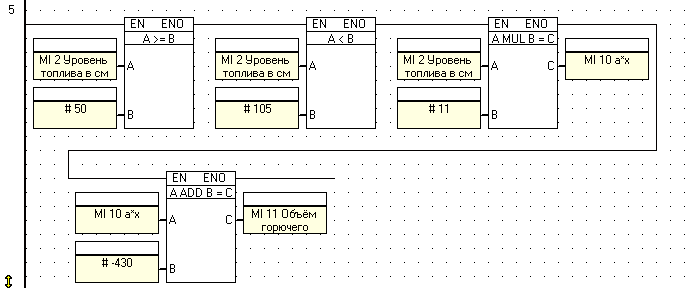 5
EN ENO EN ENO EN ENO
A >= B A < B A MUL B = C
MI 2 Уровень топлива в см A MI 2 Уровень топлива в см A MI 2 Уровень топлива в см A C MI 10 a*x
# 50 B # 105 B # 11 B
EN ENO
A ADD B = C
MI 10 a*x A C MI 11 Объём горючего
# -430 B